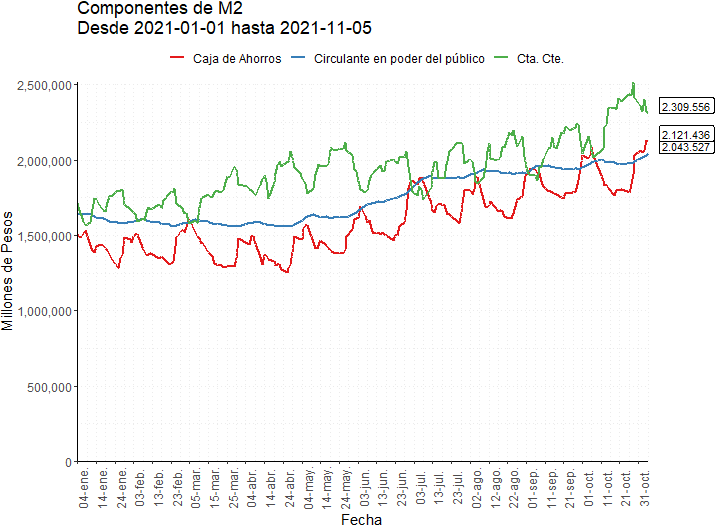 Componentes de M2
Desde 2021-01-01 hasta 2021-11-05
Caja de Ahorros Circulante en poder del público Cta. Cte.
2,500,000
2,000,000
1,500,000
1,000,000
500,000
0
Millones de Pesos
2.309.556
2.121.436
2.043.527
04-ene.
14-ene.
24-ene.
03-feb.
13-feb.
23-feb.
05-mar.
15-mar.
25-mar.
04-abr.
14-abr.
24-abr.
04-may.
14-may.
24-may.
03-jun.
13-jun.
23-jun.
03-jul.
13-jul.
23-jul.
02-ago.
12-ago.
22-ago.
01-sep.
11-sep.
21-sep.
01-oct.
11-oct.
21-oct.
31-oct.
Fecha